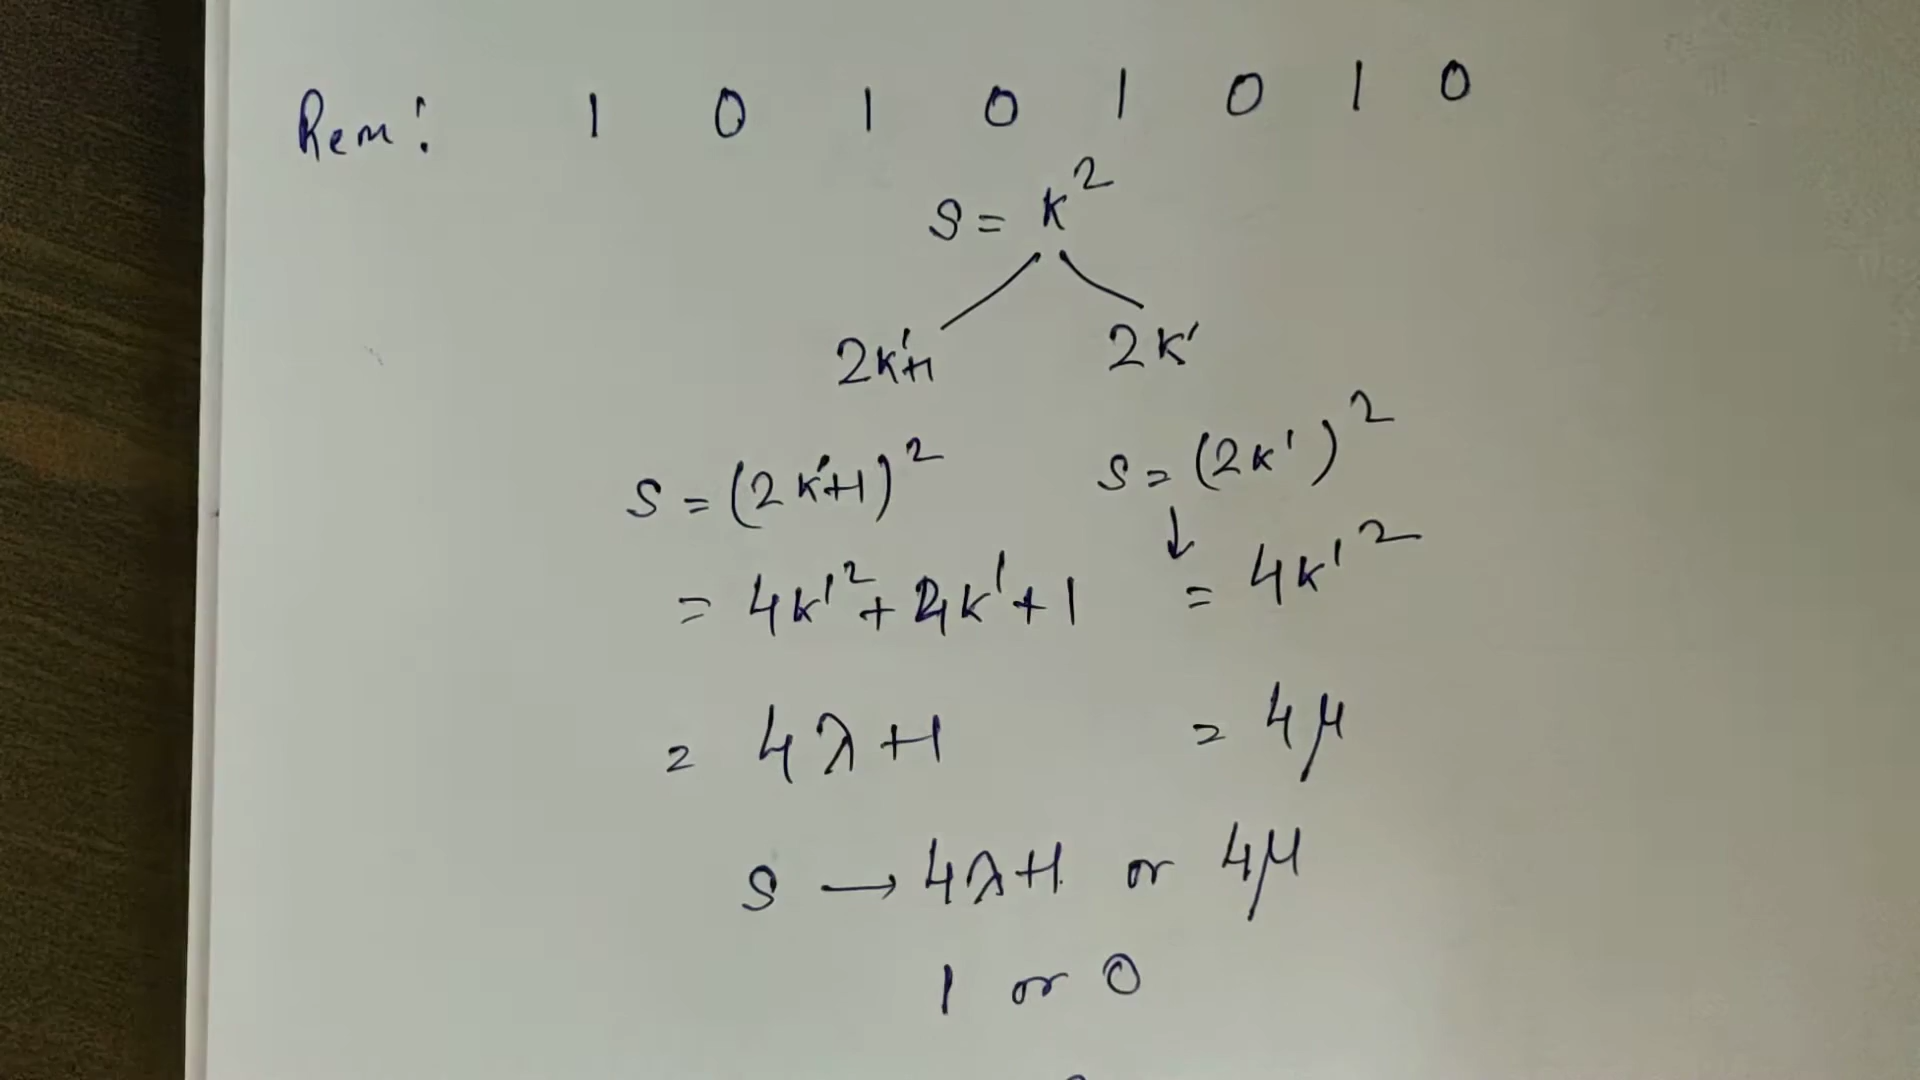 Rem: 1 0 1 0 1 0 1 0
S = k²
2k'+1 2k'
S = (2k'+1)² S = (2k')²
↓
= 4k'² + 4k' + 1 = 4k'²
= 4λ+1 = 4μ
S → 4λ+1 or 4μ
1 or 0